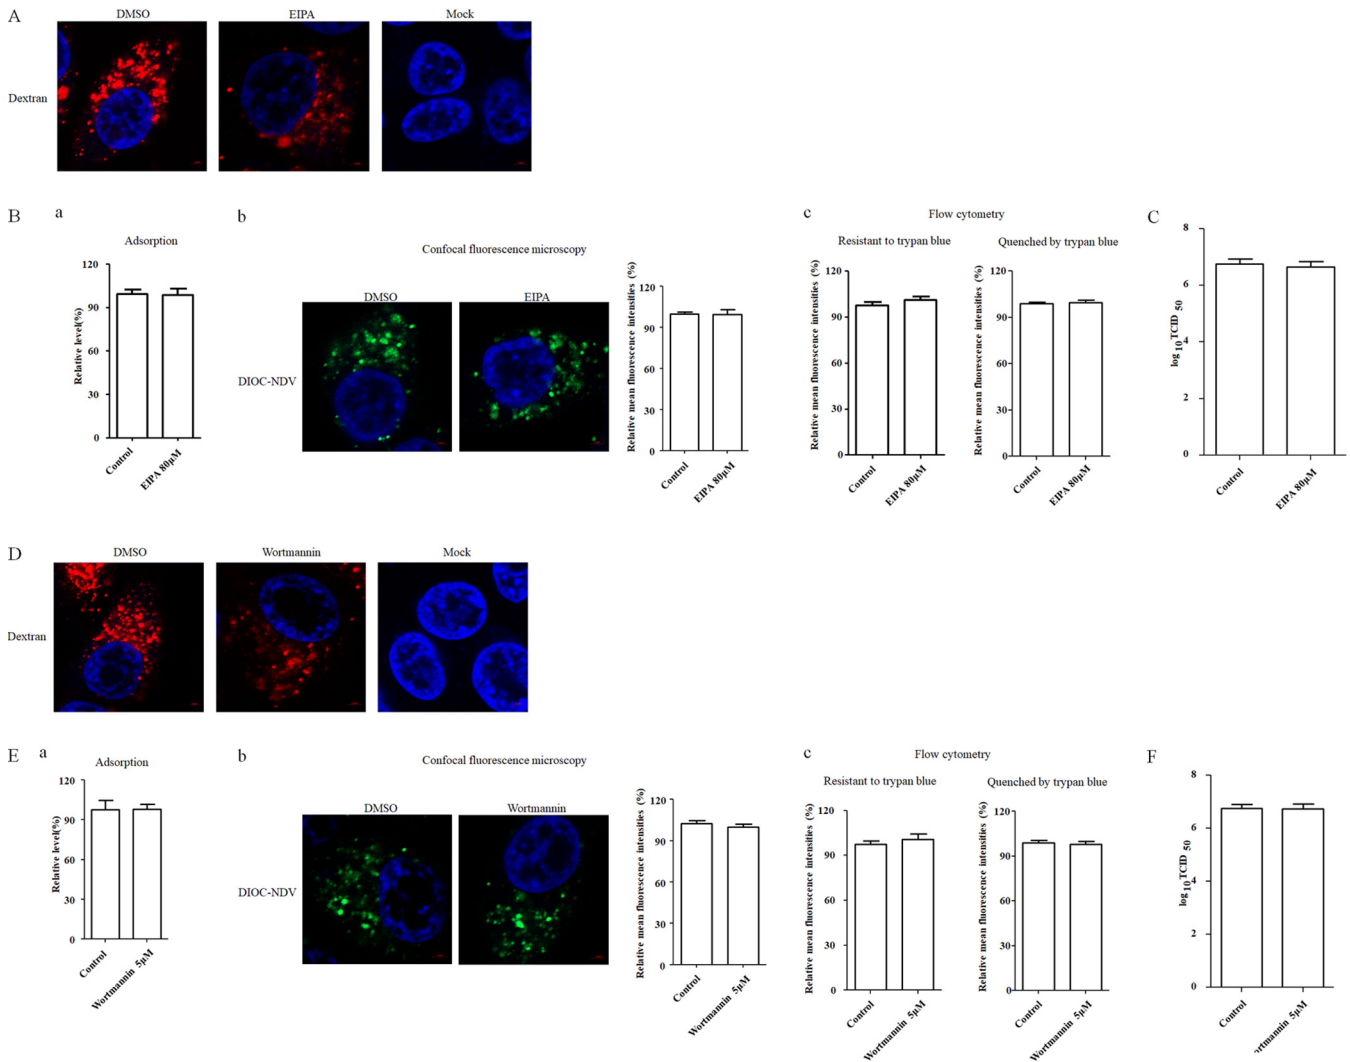 A
DMSO
EIPA
Mock
Dextran
B
a
b
c
Flow cytometry
C
Adsorption
Confocal fluorescence microscopy
Resistant to trypan blue
Quenched by trypan blue
Relative level(%)
120
90
60
30
0
Control
EIPA 80μM
DIOC-NDV
DMSO
EIPA
Relative mean fluorescence intensities (%)
120
90
60
30
0
Control
EIPA 80μM
Relative mean fluorescence intensities (%)
120
90
60
30
0
Control
EIPA 80μM
Relative mean fluorescence intensities (%)
120
90
60
30
0
Control
EIPA 80μM
log10TCID50
8
6
4
2
0
Control
EIPA 80μM
D
DMSO
Wortmannin
Mock
Dextran
E
a
b
c
Flow cytometry
F
Adsorption
Confocal fluorescence microscopy
Resistant to trypan blue
Quenched by trypan blue
Relative level(%)
120
90
60
30
0
Control
Wortmannin 5μM
DIOC-NDV
DMSO
Wortmannin
Relative mean fluorescence intensities (%)
120
90
60
30
0
Control
Wortmannin 5μM
Relative mean fluorescence intensities (%)
120
90
60
30
0
Control
Wortmannin 5μM
Relative mean fluorescence intensities (%)
120
90
60
30
0
Control
Wortmannin 5μM
log10TCID50
8
6
4
2
0
Control
ortmannin 5μM